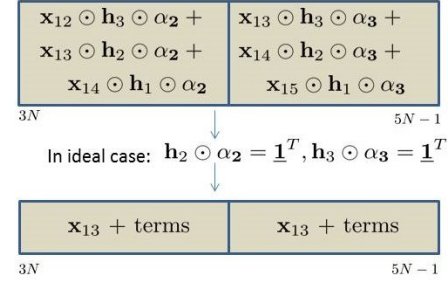 x₁₂ ⊙ h₃ ⊙ α₂ + x₁₃ ⊙ h₃ ⊙ α₃ +
x₁₃ ⊙ h₂ ⊙ α₂ + x₁₄ ⊙ h₂ ⊙ α₃ +
x₁₄ ⊙ h₁ ⊙ α₂ x₁₅ ⊙ h₁ ⊙ α₃
3N 5N − 1
In ideal case: h₂ ⊙ α₂ = 1̲ᵀ, h₃ ⊙ α₃ = 1̲ᵀ
x₁₃ + terms x₁₃ + terms
3N 5N − 1